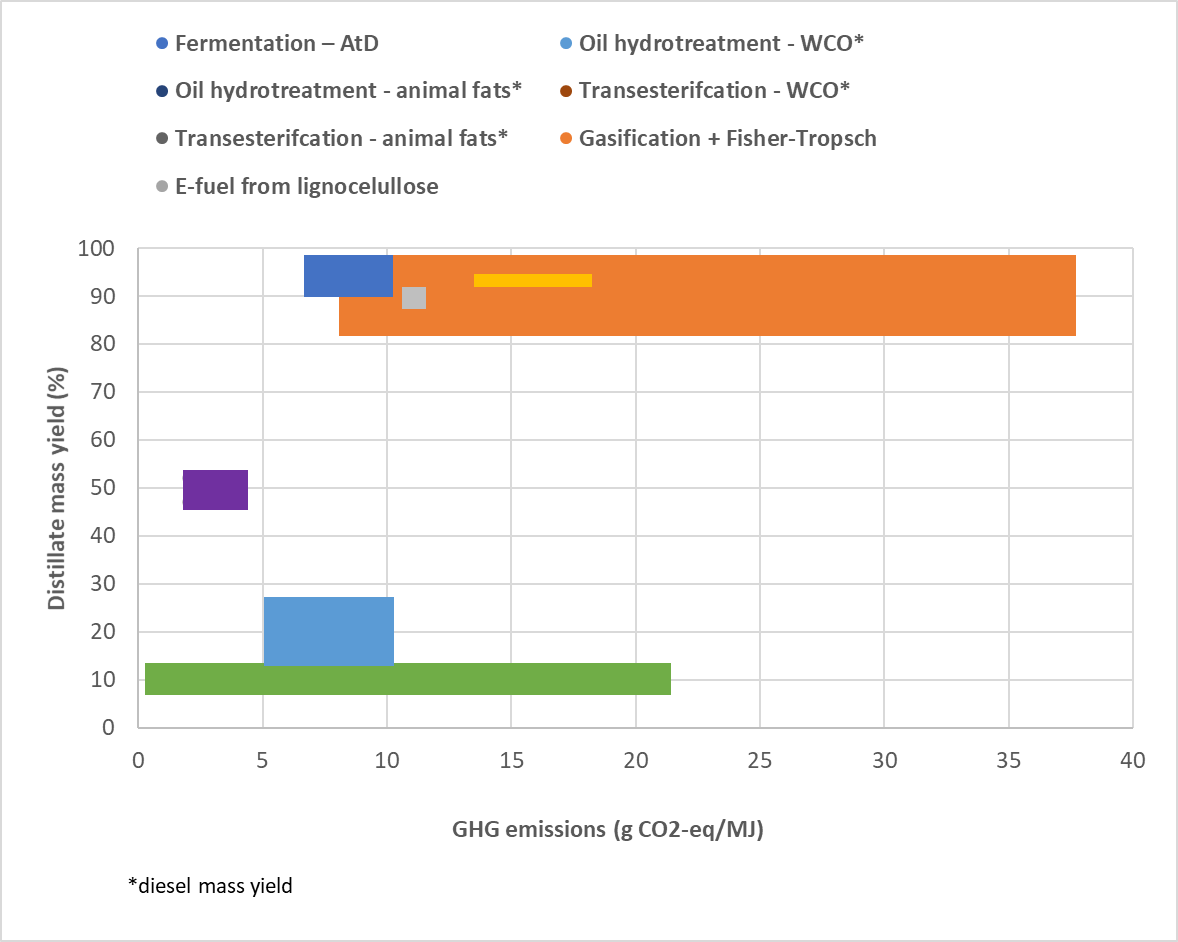 Fermentation – AtD
Oil hydrotreatment - WCO*
Oil hydrotreatment - animal fats*
Transesterifcation - WCO*
Transesterifcation - animal fats*
Gasification + Fisher-Tropsch
E-fuel from lignocelullose
100
90
80
70
60
50
40
30
20
10
0
Distillate mass yield (%)
0 5 10 15 20 25 30 35 40
GHG emissions (g CO2-eq/MJ)
*diesel mass yield